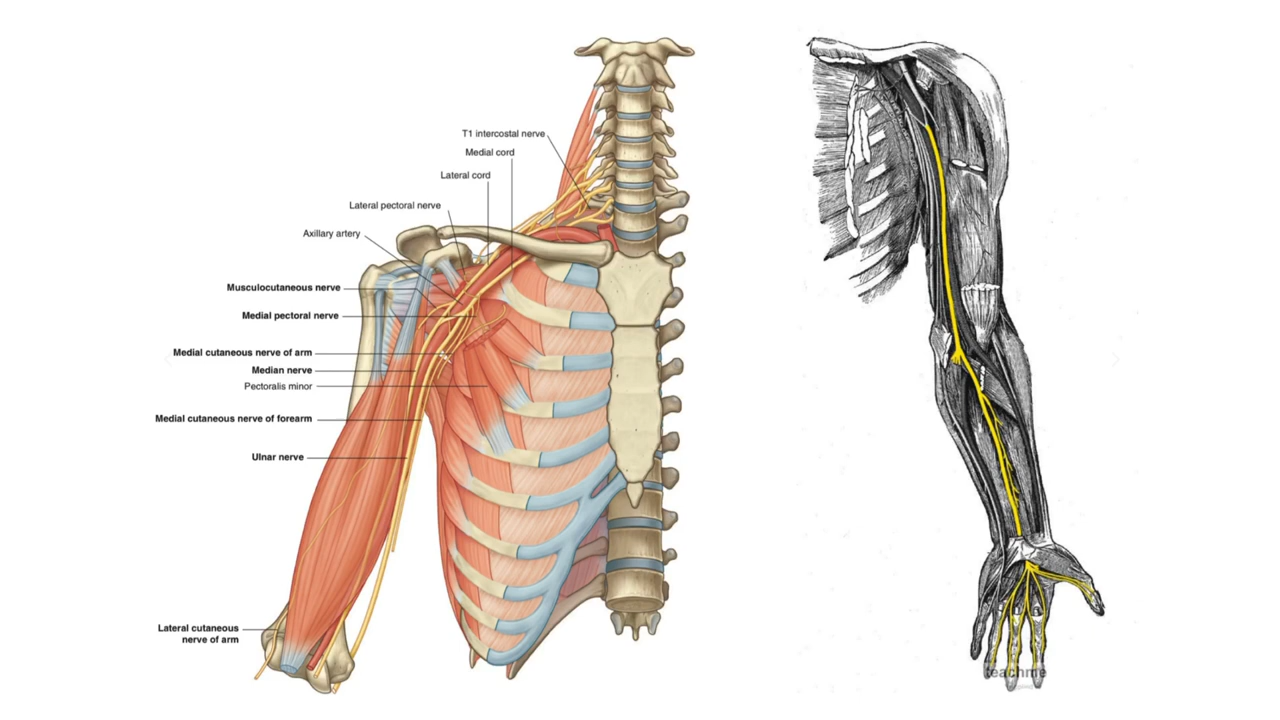 T1 intercostal nerve
Medial cord
Lateral cord
Lateral pectoral nerve
Axillary artery
Musculocutaneous nerve
Medial pectoral nerve
Medial cutaneous nerve of arm
Median nerve
Pectoralis minor
Medial cutaneous nerve of forearm
Ulnar nerve
Lateral cutaneous
nerve of arm
teachme